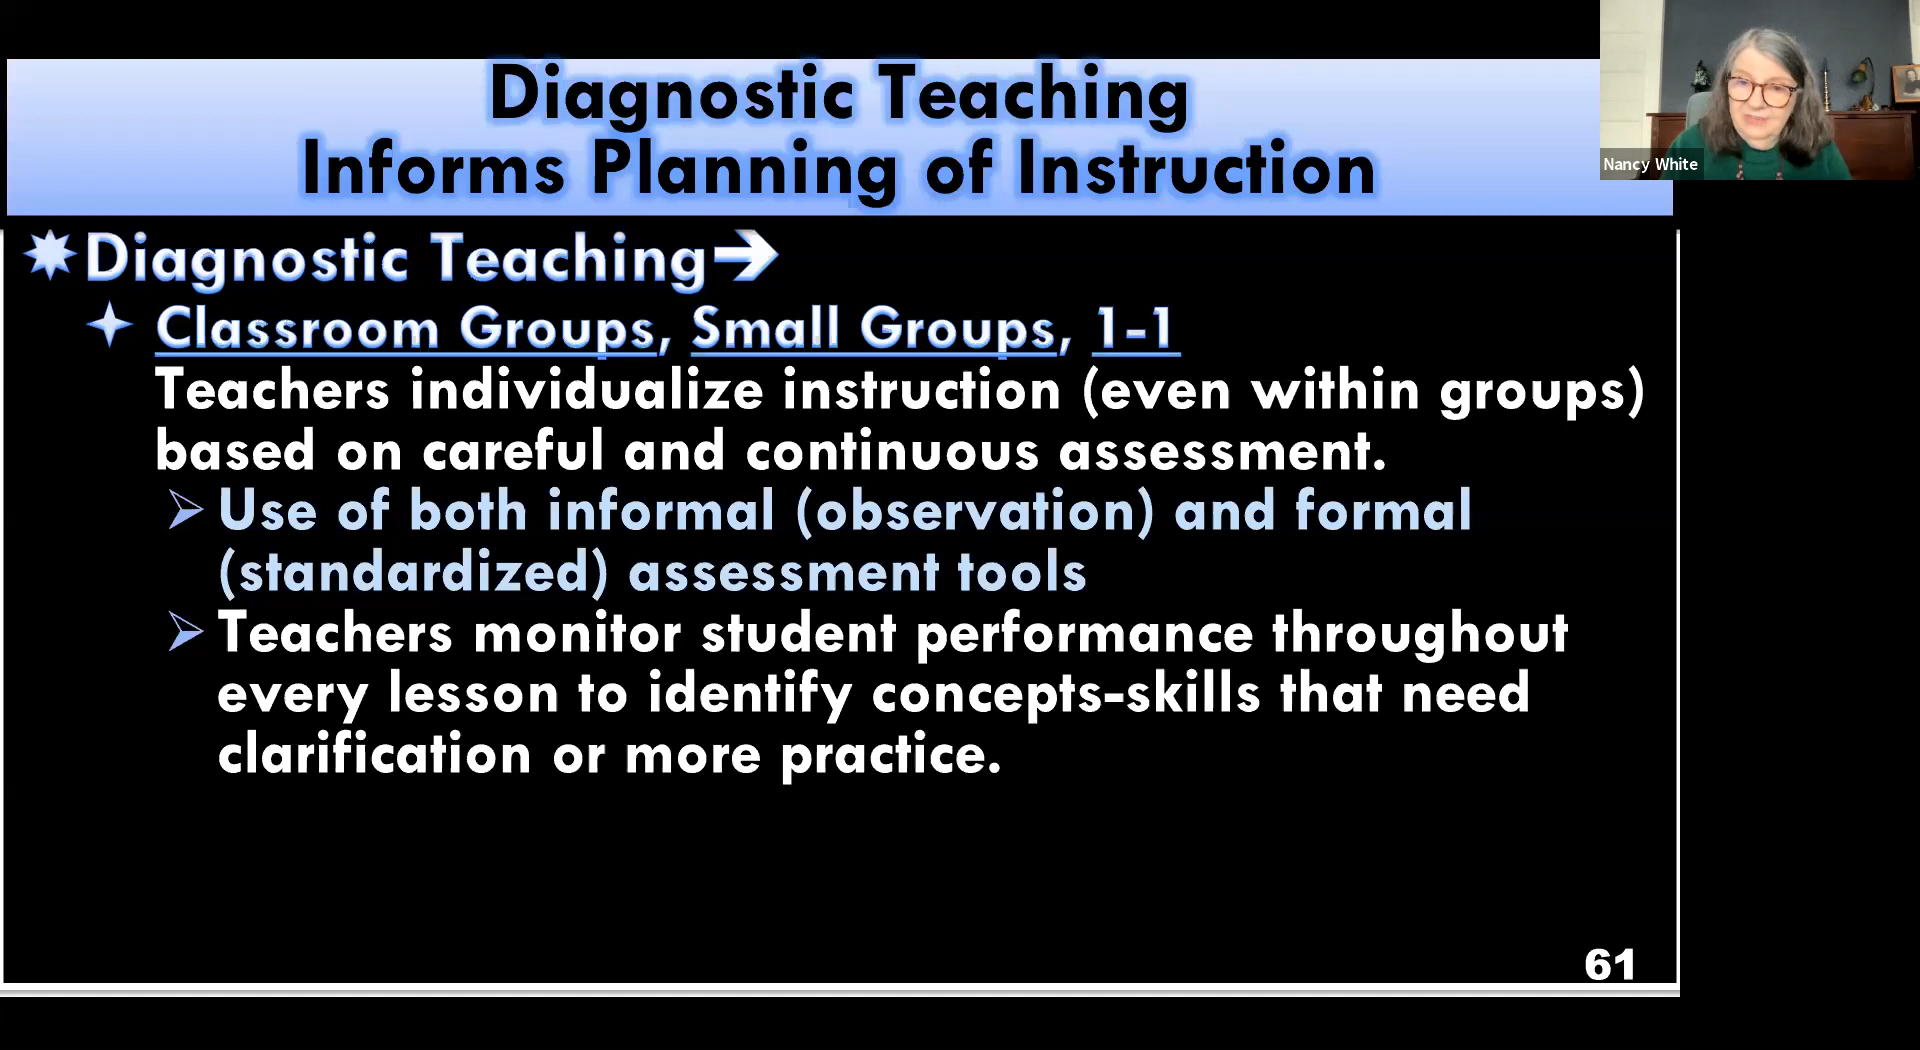 Diagnostic Teaching
Informs Planning of Instruction
Nancy White
Diagnostic Teaching➔
Classroom Groups, Small Groups, 1-1
Teachers individualize instruction (even within groups)
based on careful and continuous assessment.
Use of both informal (observation) and formal
(standardized) assessment tools
Teachers monitor student performance throughout
every lesson to identify concepts-skills that need
clarification or more practice.
61